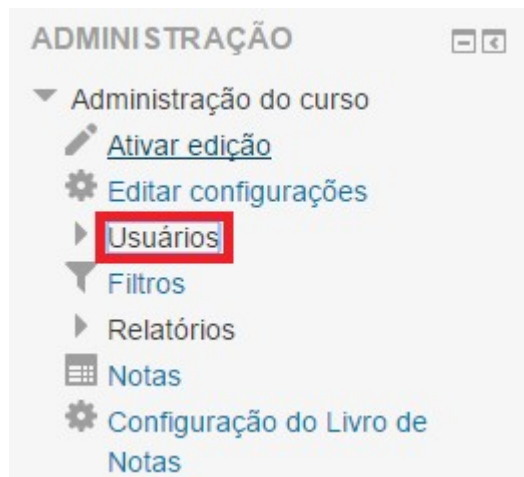 ADMINISTRAÇÃO
Administração do curso
Ativar edição
Editar configurações
Usuários
Filtros
Relatórios
Notas
Configuração do Livro de
Notas